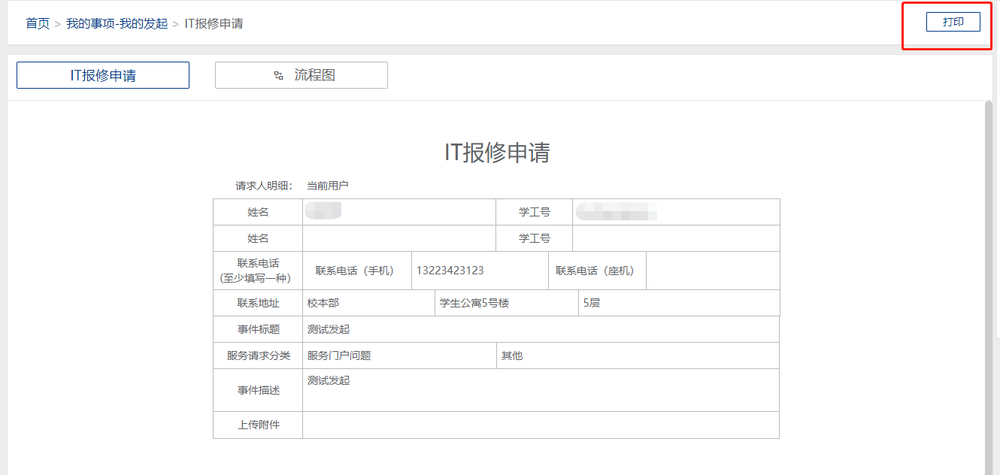 首页 > 我的事项-我的发起 > IT报修申请 打印
IT报修申请 流程图
IT报修申请
请求人明细： 当前用户
姓名 学工号
姓名 学工号
联系电话
(至少填写一种) 联系电话（手机） 13223423123 联系电话（座机）
联系地址 校本部 学生公寓5号楼 5层
事件标题 测试发起
服务请求分类 服务门户问题 其他
事件描述 测试发起
上传附件